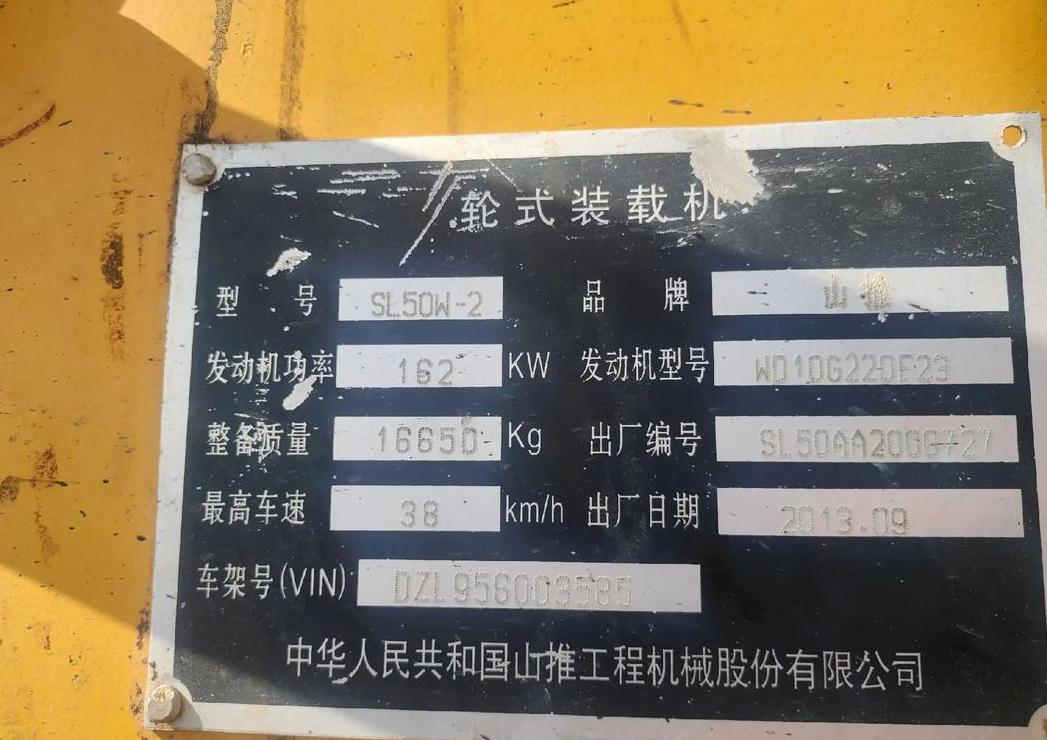 轮式装载机
型号 SL50W-2 品牌 山推
发动机功率 162 KW 发动机型号 WD10G220E23
整备质量 16650 Kg 出厂编号 SL50AA2008727
最高车速 38 km/h 出厂日期 2013.09
车架号(VIN) DZL956003585
中华人民共和国山推工程机械股份有限公司